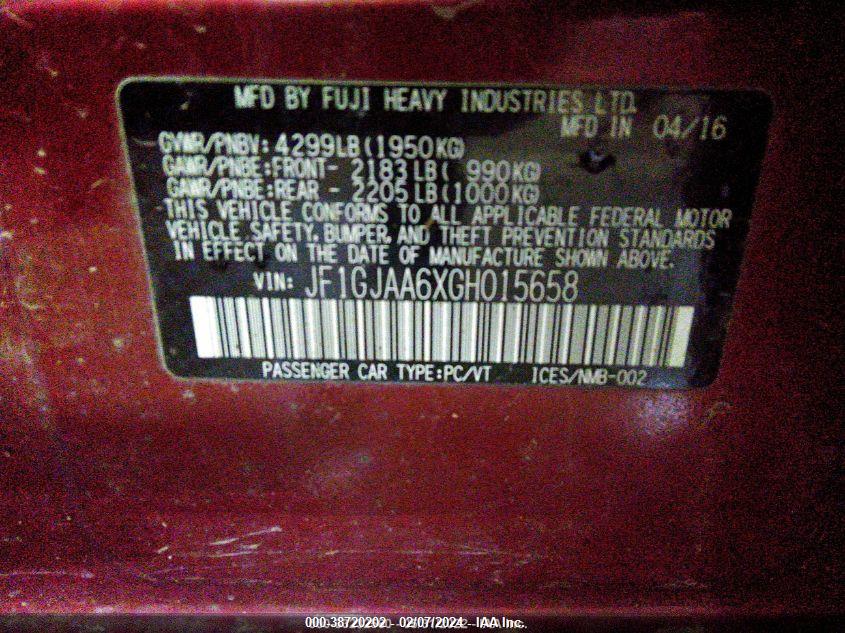 MFD BY FUJI HEAVY INDUSTRIES LTD.
MFD IN 04/16
GVWR/PNBV: 4299LB(1950KG)
GAWR/PNBE:FRONT- 2183LB( 990KG)
GAWR/PNBE:REAR - 2205LB(1000KG)
THIS VEHICLE CONFORMS TO ALL APPLICABLE FEDERAL MOTOR
VEHICLE SAFETY, BUMPER, AND THEFT PREVENTION STANDARDS
IN EFFECT ON THE DATE OF MANUFACTURE SHOWN ABOVE.
VIN: JF1GJAA6XGH015658
PASSENGER CAR TYPE:PC/VT ICES/NMB-002
000-38720202 - 02/07/2024 - IAA Inc.